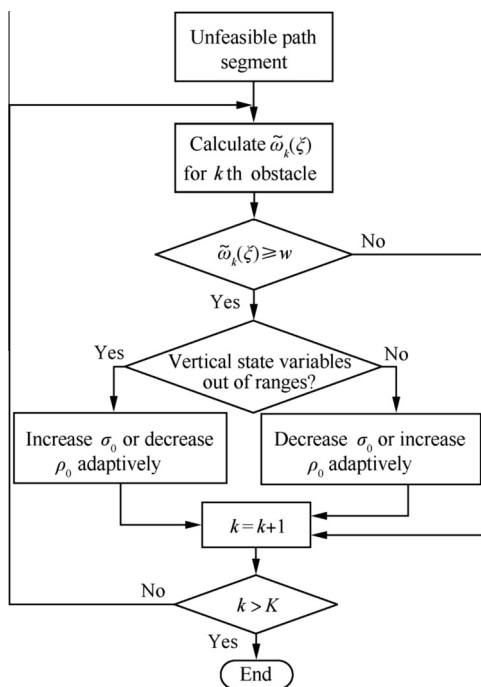 Unfeasible path
segment
Calculate ω̃ₖ(ξ)
for k th obstacle
ω̃ₖ(ξ)⩾w
No
Yes
Yes
Vertical state variables
out of ranges?
No
Increase σ₀ or decrease
ρ₀ adaptively
Decrease σ₀ or increase
ρ₀ adaptively
k=k+1
No
k>K
Yes
End